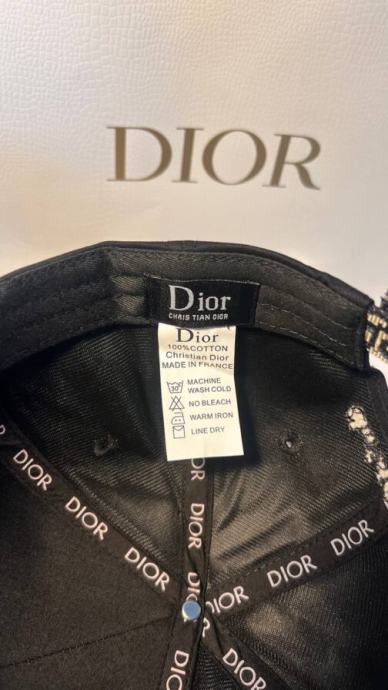 DIOR
Dior
CHRIS TIAN DIOR
Dior
100%COTTON
Christian Dior
MADE IN FRANCE
30°
MACHINE
WASH COLD
NO BLEACH
WARM IRON
LINE DRY
DIOR
DIOR
DIOR
DIOR
DIOR
DIOR
DIOR
DIOR
DIOR